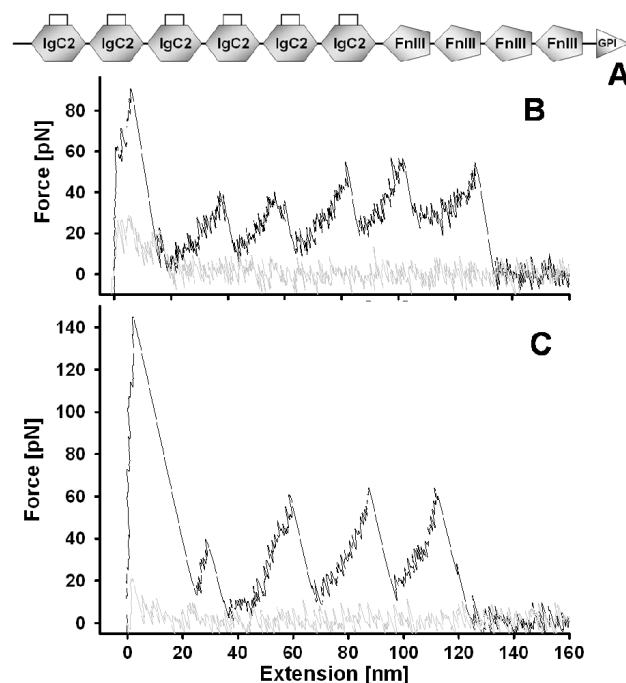 IgC2 IgC2 IgC2 IgC2 IgC2 IgC2 FnIII FnIII FnIII FnIII GPI
A
B
Force [pN]
80
60
40
20
0
C
Force [pN]
140
120
100
80
60
40
20
0
0 20 40 60 80 100 120 140 160
Extension [nm]